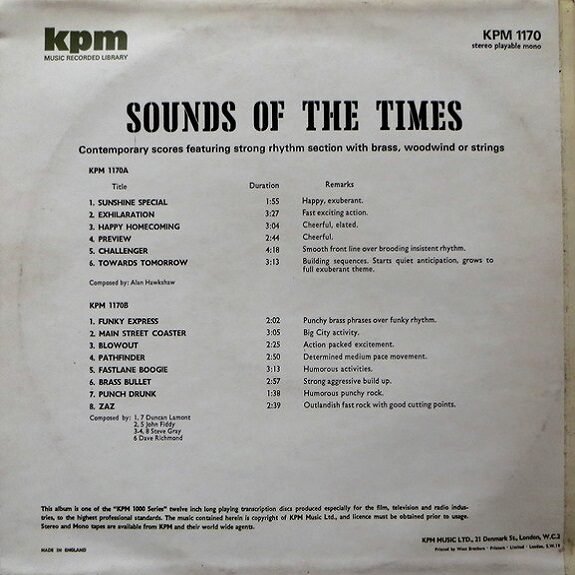 kpm
MUSIC RECORDED LIBRARY
KPM 1170
stereo playable mono
SOUNDS OF THE TIMES
Contemporary scores featuring strong rhythm section with brass, woodwind or strings
KPM 1170A
Title Duration Remarks
1. SUNSHINE SPECIAL 1:55 Happy, exuberant.
2. EXHILARATION 3:27 Fast exciting action.
3. HAPPY HOMECOMING 3:04 Cheerful, elated.
4. PREVIEW 2:44 Cheerful.
5. CHALLENGER 4:18 Smooth front line over brooding insistent rhythm.
6. TOWARDS TOMORROW 3:13 Building sequences. Starts quiet anticipation, grows to
full exuberant theme.
Composed by: Alan Hawkshaw
KPM 1170B
1. FUNKY EXPRESS 2:02 Punchy brass phrases over funky rhythm.
2. MAIN STREET COASTER 3:05 Big City activity.
3. BLOWOUT 2:25 Action packed excitement.
4. PATHFINDER 2:50 Determined medium pace movement.
5. FASTLANE BOOGIE 3:13 Humorous activities.
6. BRASS BULLET 2:57 Strong aggressive build up.
7. PUNCH DRUNK 1:38 Humorous punchy rock.
8. ZAZ 2:39 Outlandish fast rock with good cutting points.
Composed by: 1, 7 Duncan Lamont
2, 5 John Fiddy
3-4, 8 Steve Gray
6 Dave Richmond
This album is one of the "KPM 1000 Series" twelve inch long playing transcription discs produced especially for the film, television and radio indus-
tries, so the highest professional standards. The music contained herein is copyright of KPM Music Ltd., and licence must be obtained prior to usage.
Stereo and Mono tapes are available from KPM and their world wide agents.
KPM MUSIC LTD., 21 Denmark St., London, W.C.2
MADE IN ENGLAND
Printed by West Brothers · Printers · Limited · London, S.W.19